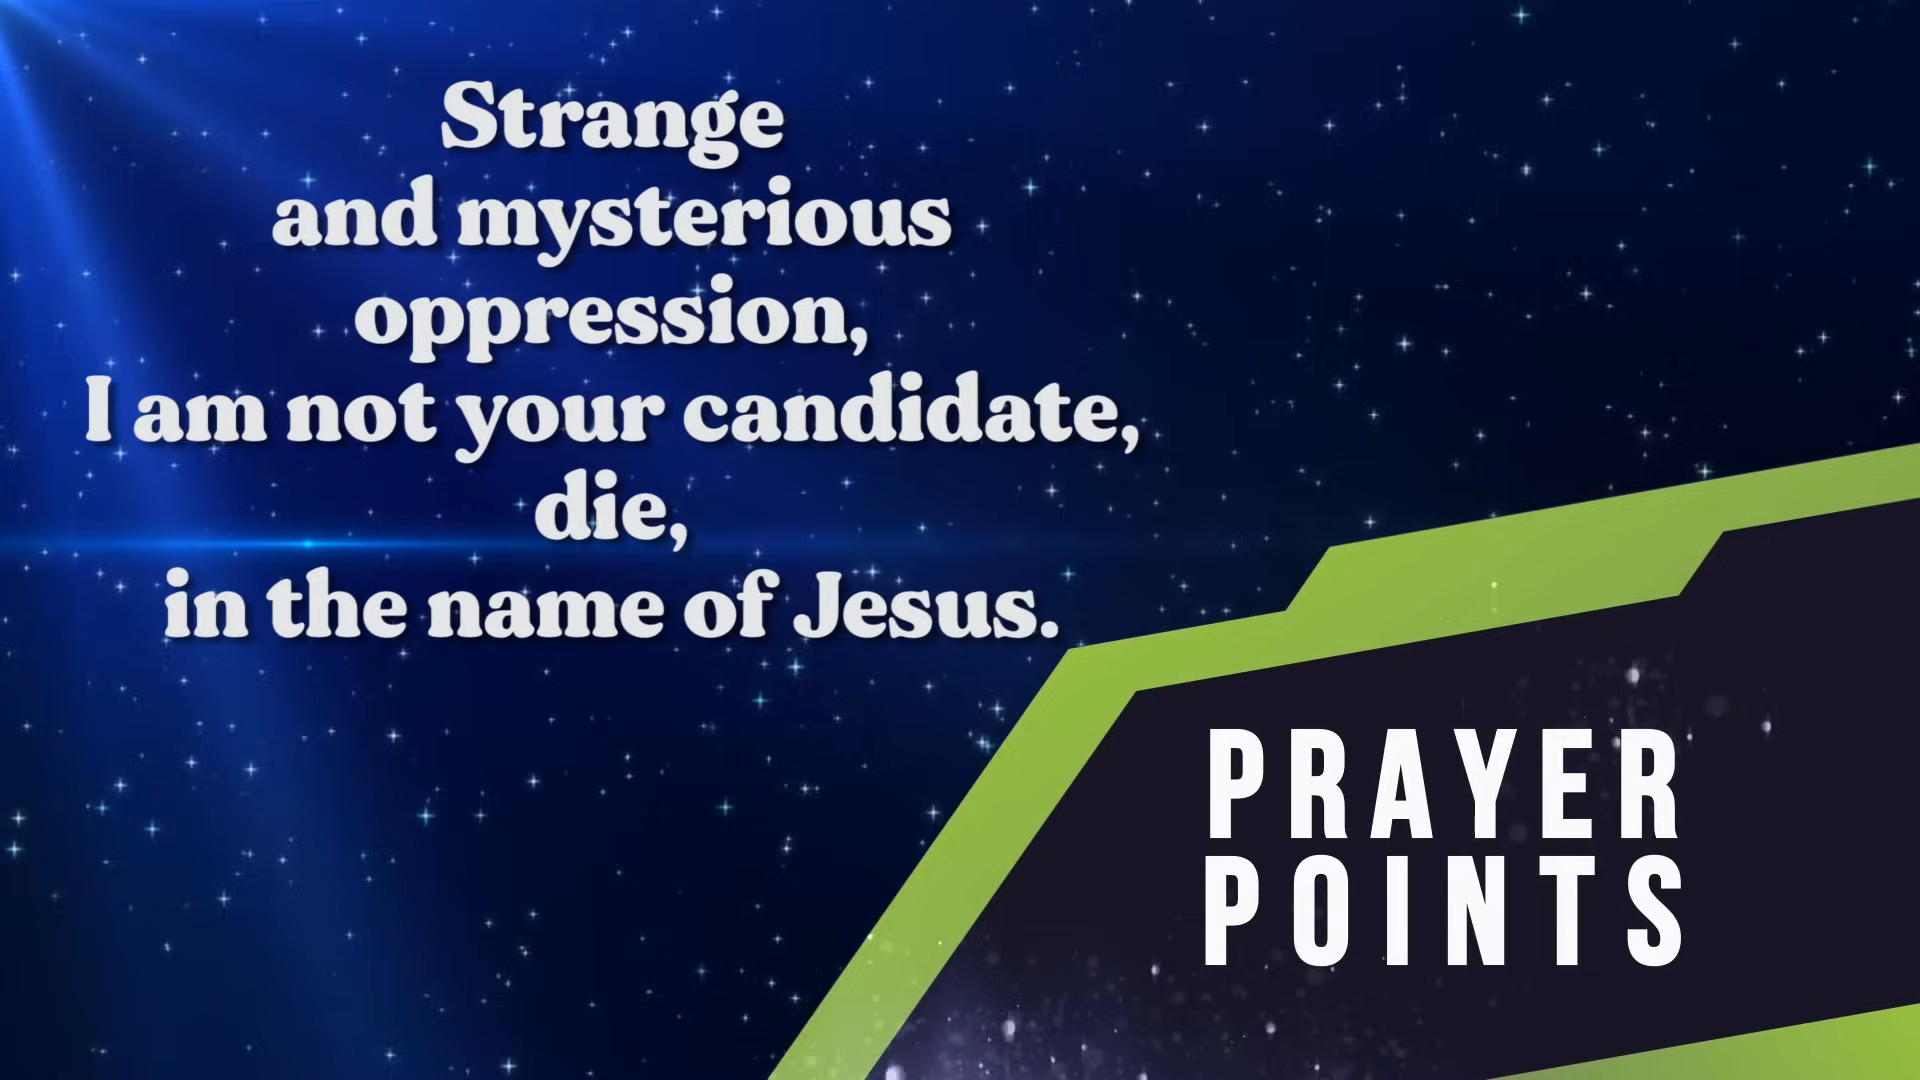 Strange
and mysterious
oppression,
I am not your candidate,
die,
in the name of Jesus.
PRAYER
POINTS